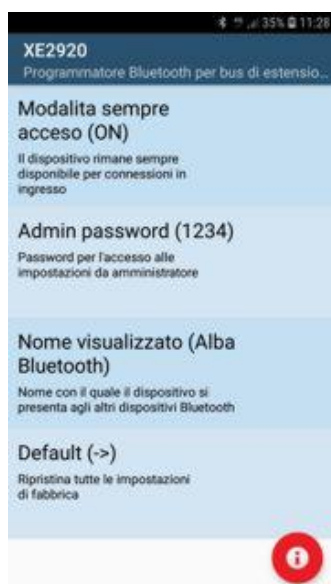 35% 11:28
XE2920
Programmatore Bluetooth per bus di estensio...
Modalita sempre
acceso (ON)
Il dispositivo rimane sempre
disponibile per connessioni in
ingresso
Admin password (1234)
Password per l'accesso alle
impostazioni da amministratore
Nome visualizzato (Alba
Bluetooth)
Nome con il quale il dispositivo si
presenta agli altri dispositivi Bluetooth
Default (->)
Ripristina tutte le impostazioni
di fabbrica